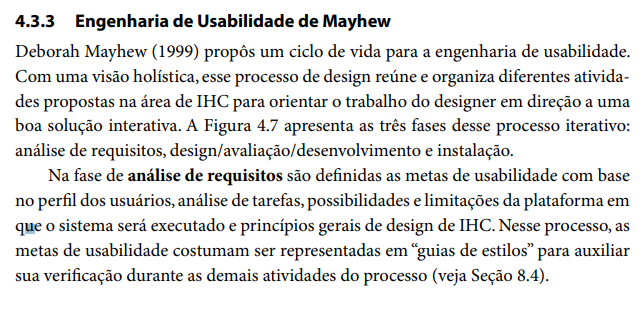 4.3.3 Engenharia de Usabilidade de Mayhew
Deborah Mayhew (1999) propôs um ciclo de vida para a engenharia de usabilidade.
Com uma visão holística, esse processo de design reúne e organiza diferentes ativida-
des propostas na área de IHC para orientar o trabalho do designer em direção a uma
boa solução interativa. A Figura 4.7 apresenta as três fases desse processo iterativo:
análise de requisitos, design/avaliação/desenvolvimento e instalação.
Na fase de análise de requisitos são definidas as metas de usabilidade com base
no perfil dos usuários, análise de tarefas, possibilidades e limitações da plataforma em
que o sistema será executado e princípios gerais de design de IHC. Nesse processo, as
metas de usabilidade costumam ser representadas em “guias de estilos” para auxiliar
sua verificação durante as demais atividades do processo (veja Seção 8.4).